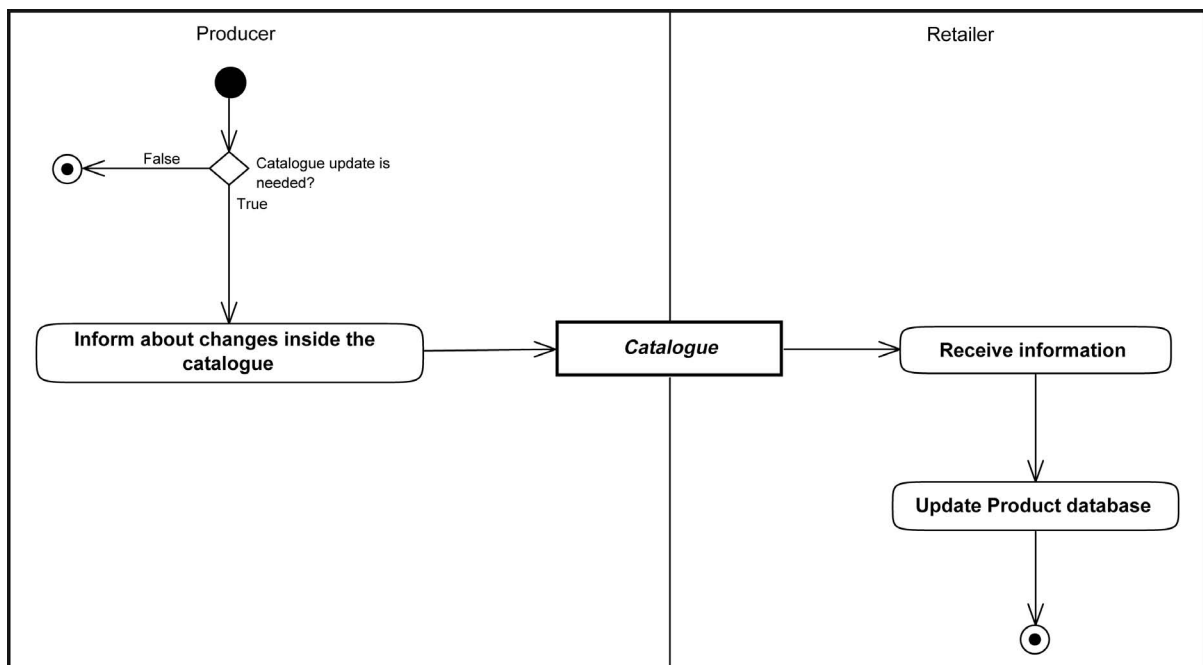 Producer
Retailer
False
Catalogue update is
needed?
True
Inform about changes inside the
catalogue
Catalogue
Receive information
Update Product database